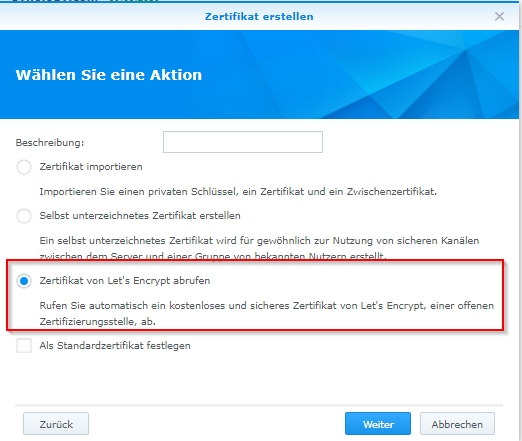 Zertifikat erstellen
Wählen Sie eine Aktion
Beschreibung:
Zertifikat importieren
Importieren Sie einen privaten Schlüssel, ein Zertifikat und ein Zwischenzertifikat.
Selbst unterzeichnetes Zertifikat erstellen
Ein selbst unterzeichnetes Zertifikat wird für gewöhnlich zur Nutzung von sicheren Kanälen
zwischen dem Server und einer Gruppe von bekannten Nutzern erstellt.
Zertifikat von Let's Encrypt abrufen
Rufen Sie automatisch ein kostenloses und sicheres Zertifikat von Let's Encrypt, einer offenen
Zertifizierungsstelle, ab.
Als Standardzertifikat festlegen
Zurück
Weiter
Abbrechen